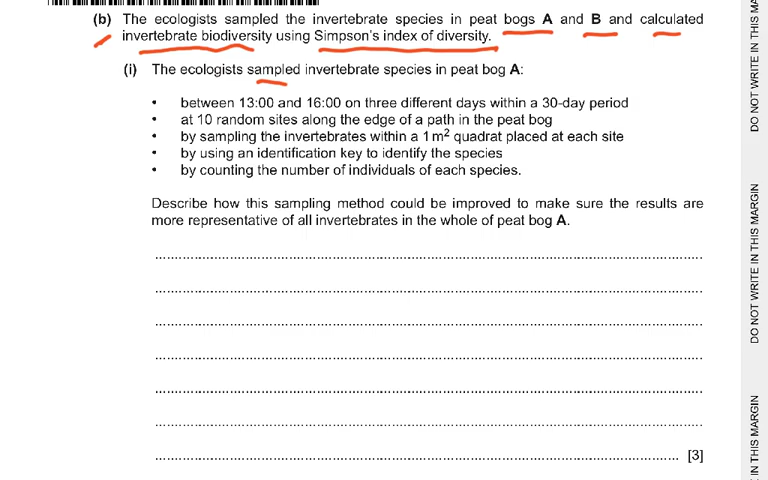 (b) The ecologists sampled the invertebrate species in peat bogs A and B and calculated
invertebrate biodiversity using Simpson's index of diversity.
(i) The ecologists sampled invertebrate species in peat bog A:
• between 13:00 and 16:00 on three different days within a 30-day period
• at 10 random sites along the edge of a path in the peat bog
• by sampling the invertebrates within a 1 m² quadrat placed at each site
• by using an identification key to identify the species
• by counting the number of individuals of each species.
Describe how this sampling method could be improved to make sure the results are
more representative of all invertebrates in the whole of peat bog A.
[3]
DO NOT WRITE IN THIS MAR
DO NOT WRITE IN THIS MARGIN
IN THIS MARGIN